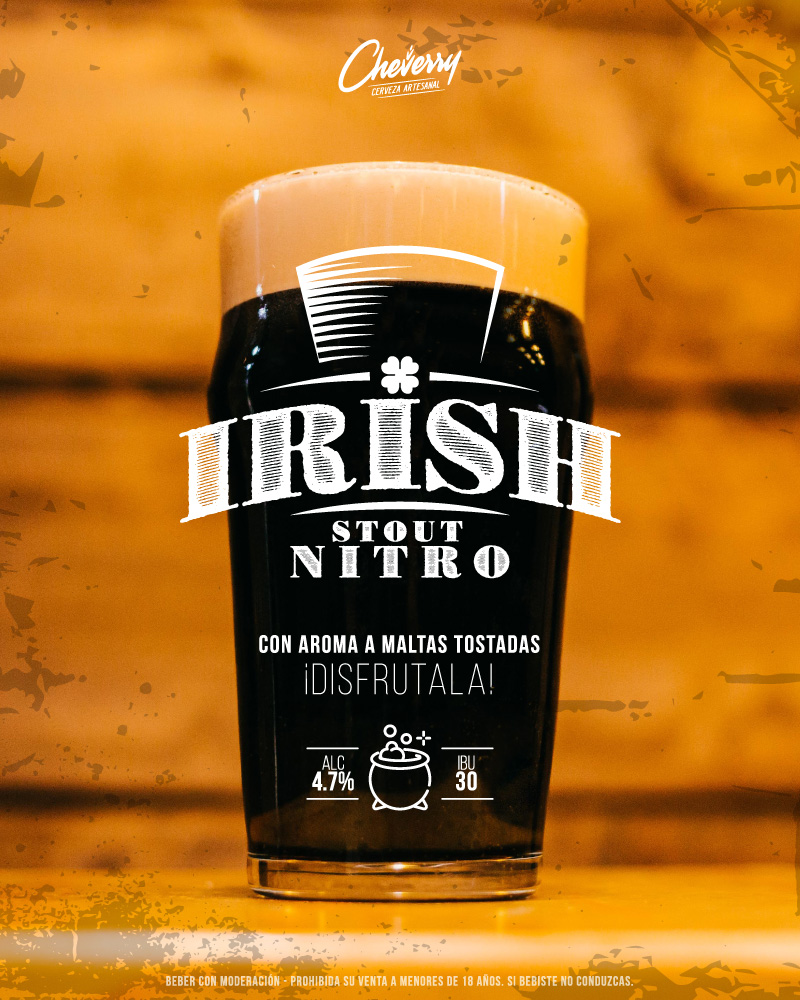 Cheverry
CERVEZA ARTESANAL
IRISH
STOUT
NITRO
CON AROMA A MALTAS TOSTADAS
¡DISFRUTALA!
ALC
4.7%
IBU
30
BEBER CON MODERACIÓN - PROHIBIDA SU VENTA A MENORES DE 18 AÑOS. SI BEBISTE NO CONDUZCAS.